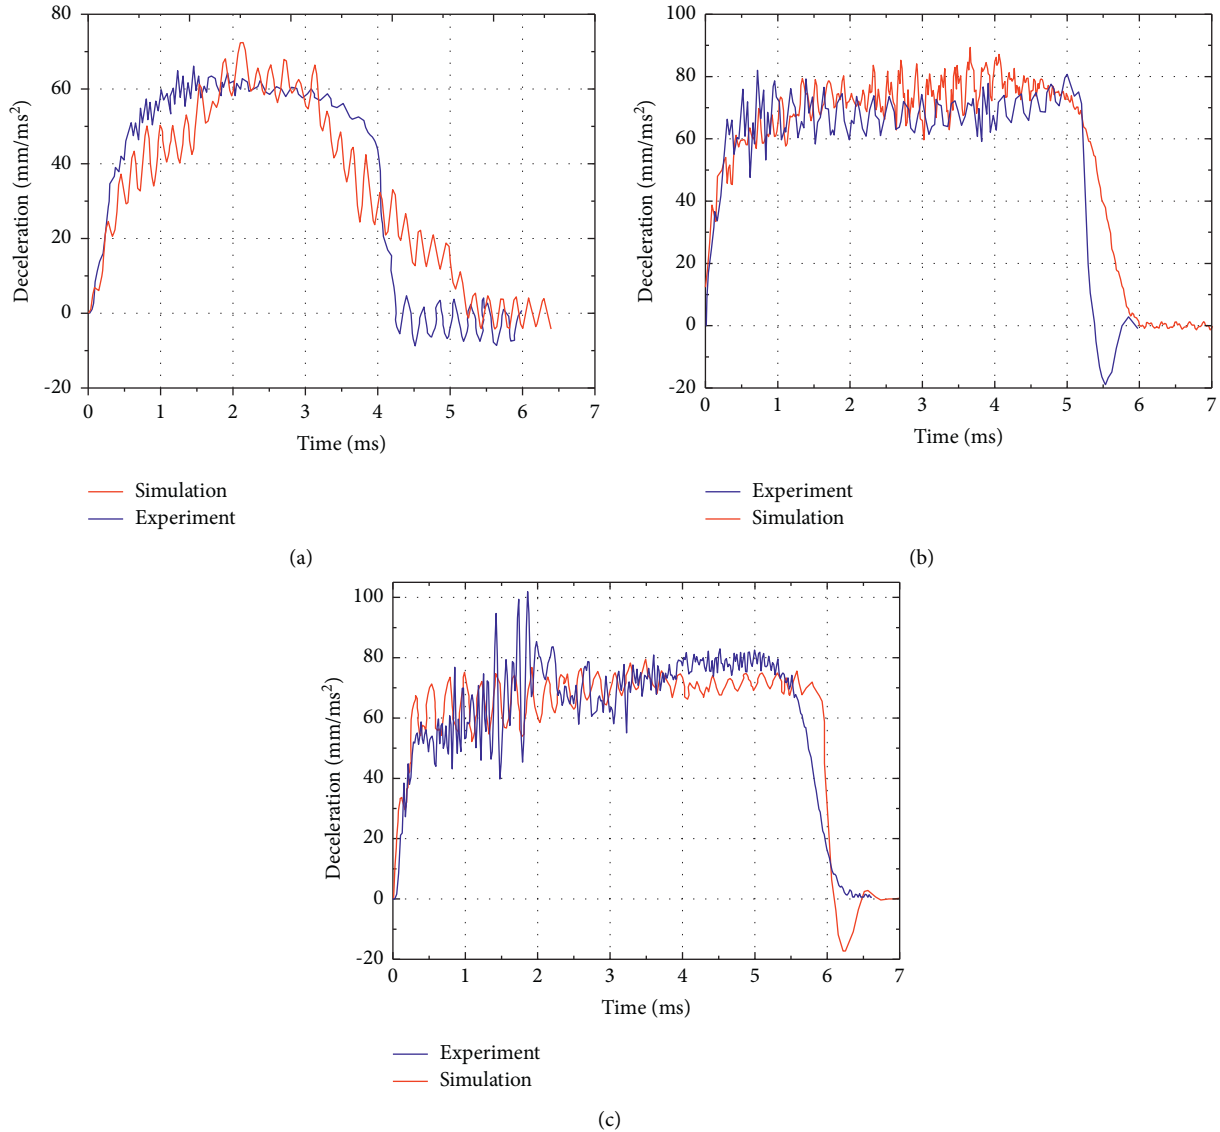 80
60
40
20
0
-20
Deceleration (mm/ms²)
0 1 2 3 4 5 6 7
Time (ms)
Simulation
Experiment
(a)
100
80
60
40
20
0
-20
Deceleration (mm/ms²)
0 1 2 3 4 5 6 7
Time (ms)
Experiment
Simulation
(b)
100
80
60
40
20
0
-20
Deceleration (mm/ms²)
0 1 2 3 4 5 6 7
Time (ms)
Experiment
Simulation
(c)